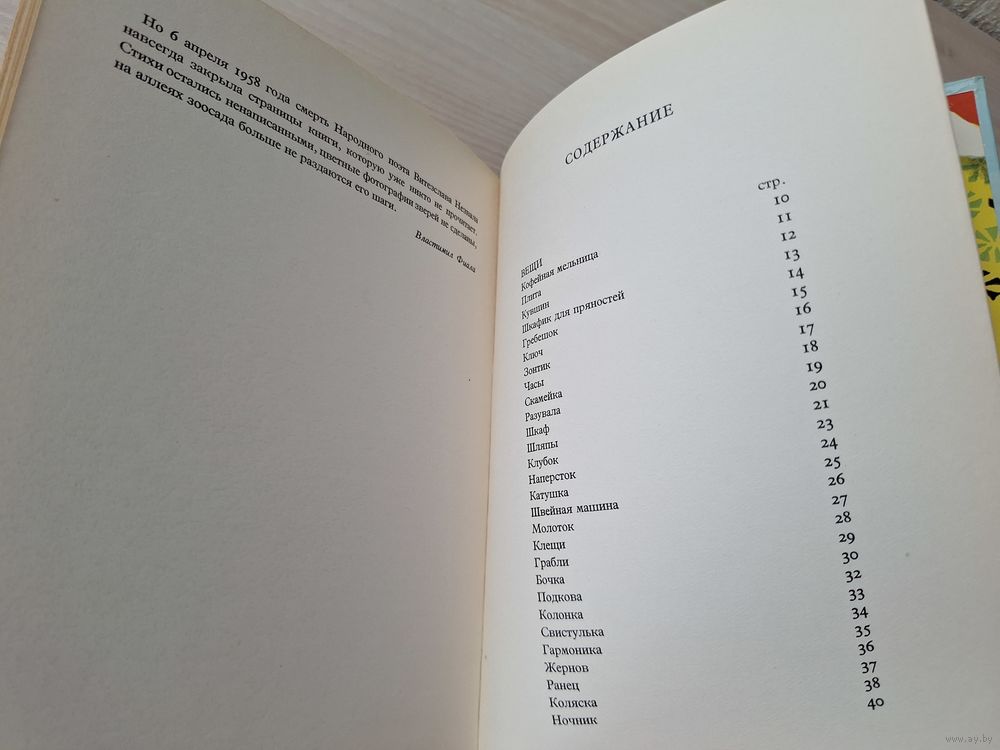 Но 6 апреля 1958 года смерть Народного поэта Витезслава Незвала
навсегда закрыла страницы книги, которую уже никто не прочитает.
Стихи остались ненаписанными, цветные фотографии зверей не сделаны,
на аллеях зоосада больше не раздаются его шаги.
Властимил Фиала
СОДЕРЖАНИЕ
стр.
ВЕЩИ
Кофейная мельница 10
Плита 11
Кувшин 12
Шкафик для пряностей 13
Гребешок 14
Ключ 15
Зонтик 16
Часы 17
Скамейка 18
Разувала 19
Шкаф 20
Шляпы 21
Клубок 23
Наперсток 24
Катушка 25
Швейная машина 26
Молоток 27
Клещи 28
Грабли 29
Бочка 30
Подкова 32
Колонка 33
Свистулька 34
Гармоника 35
Жернов 36
Ранец 37
Коляска 38
Ночник 40
www.ay.by